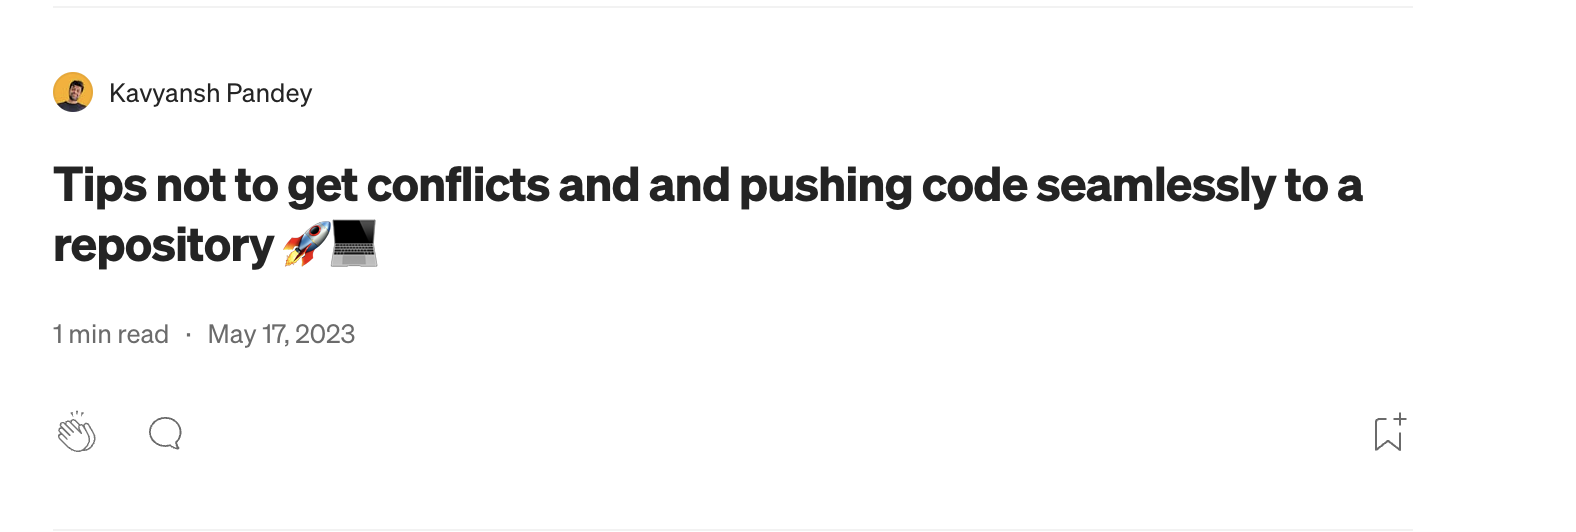 Kavyansh Pandey
Tips not to get conflicts and and pushing code seamlessly to a
repository 🚀💻
1 min read · May 17, 2023